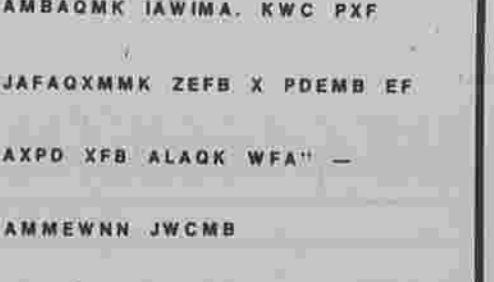 AMBAQMK IAWIMA. KWC PXF
JAFAQXMMK ZEFB X PDEMB EF
AXPD XFB ALAQK WFA" —
AMMEWNN JWCMB